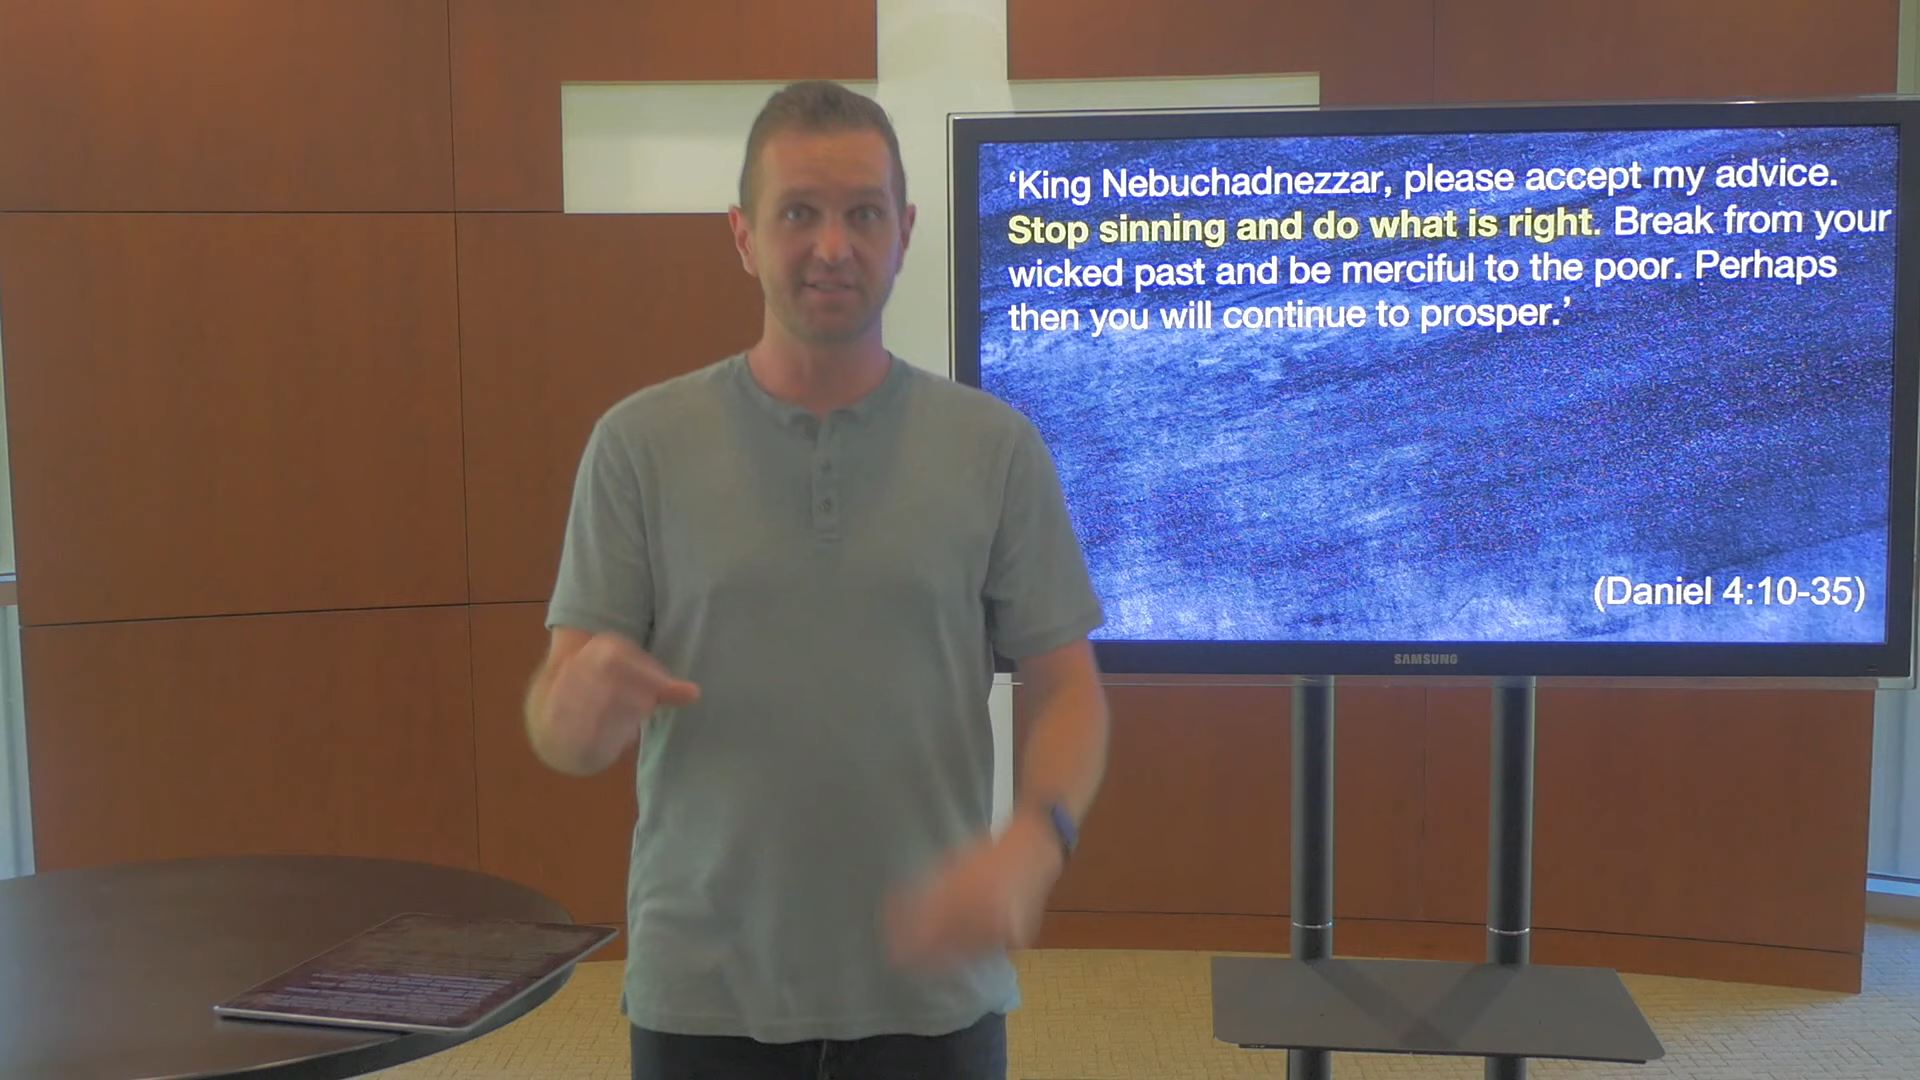 ‘King Nebuchadnezzar, please accept my advice.
Stop sinning and do what is right. Break from your
wicked past and be merciful to the poor. Perhaps
then you will continue to prosper.’
(Daniel 4:10-35)
SAMSUNG